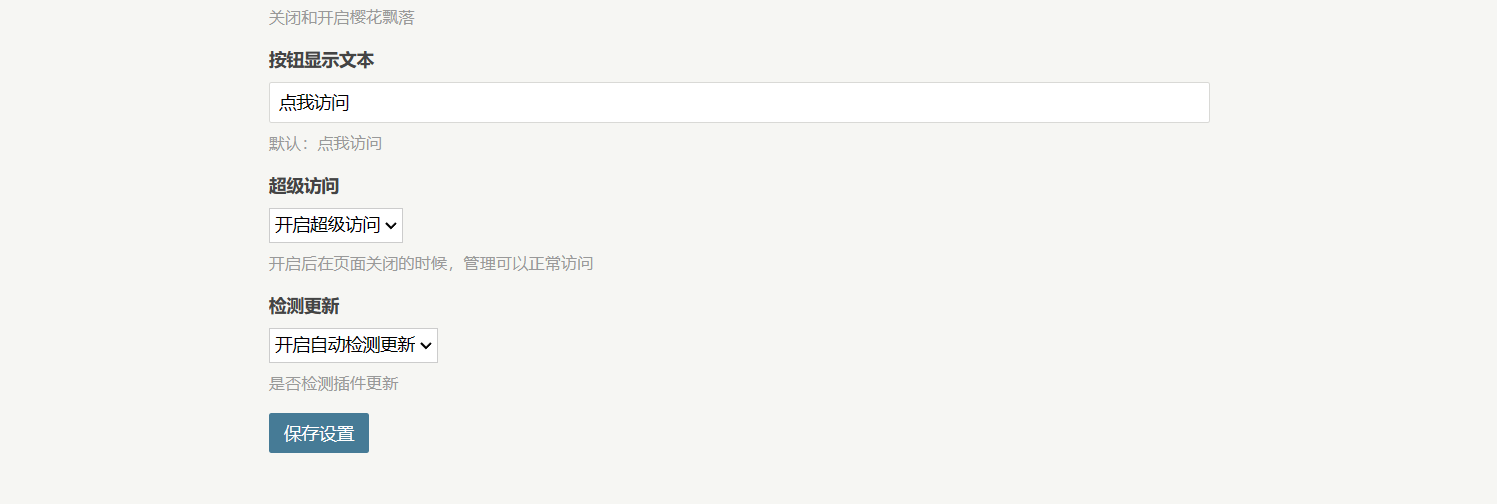 关闭和开启樱花飘落
按钮显示文本
点我访问
默认：点我访问
超级访问
开启超级访问
开启后在页面关闭的时候，管理可以正常访问
检测更新
开启自动检测更新
是否检测插件更新
保存设置